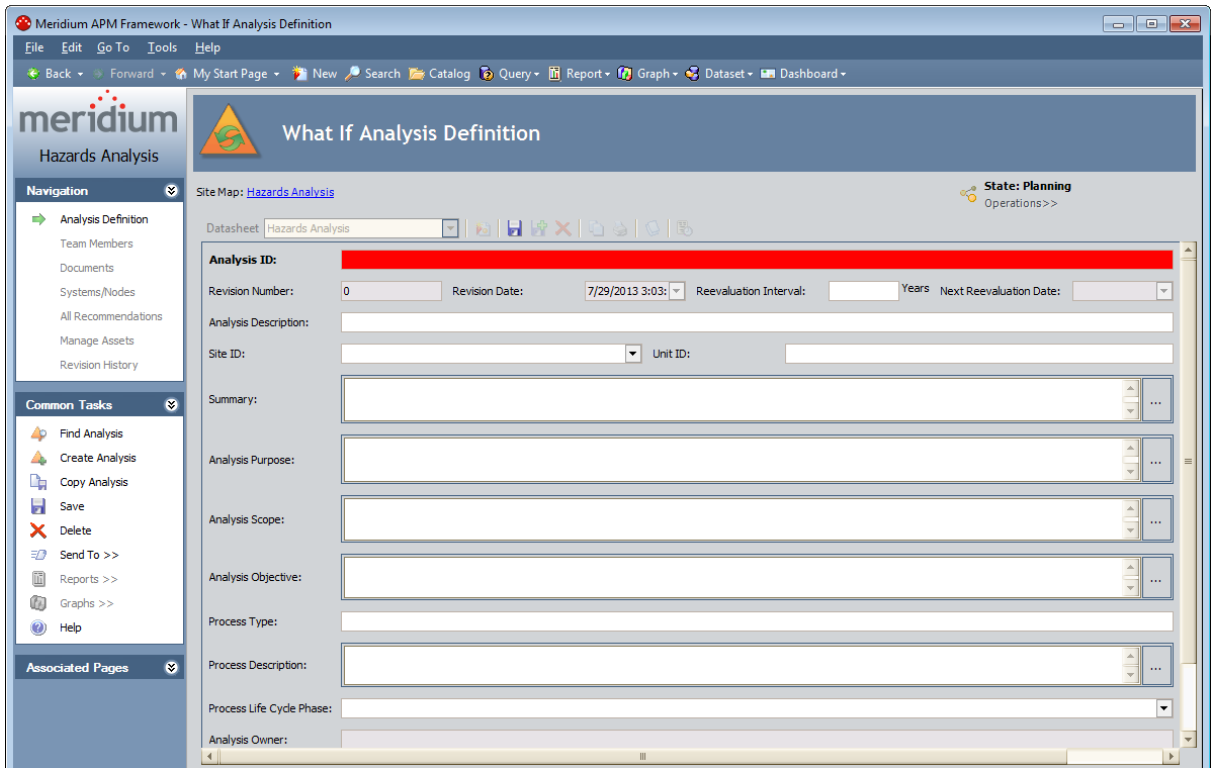 Meridium APM Framework - What If Analysis Definition
File Edit Go To Tools Help
Back Forward My Start Page New Search Catalog Query Report Graph Dataset Dashboard
meridium
Hazards Analysis
What If Analysis Definition
Navigation
Analysis Definition
Team Members
Documents
Systems/Nodes
All Recommendations
Manage Assets
Revision History
Common Tasks
Find Analysis
Create Analysis
Copy Analysis
Save
Delete
Send To >>
Reports >>
Graphs >>
Help
Associated Pages
Site Map: Hazards Analysis
State: Planning
Operations>>
Datasheet Hazards Analysis
Analysis ID:
Revision Number: 0 Revision Date: 7/29/2013 3:03: Reevaluation Interval: Years Next Reevaluation Date:
Analysis Description:
Site ID: Unit ID:
Summary: ...
Analysis Purpose: ...
Analysis Scope: ...
Analysis Objective: ...
Process Type:
Process Description: ...
Process Life Cycle Phase:
Analysis Owner: